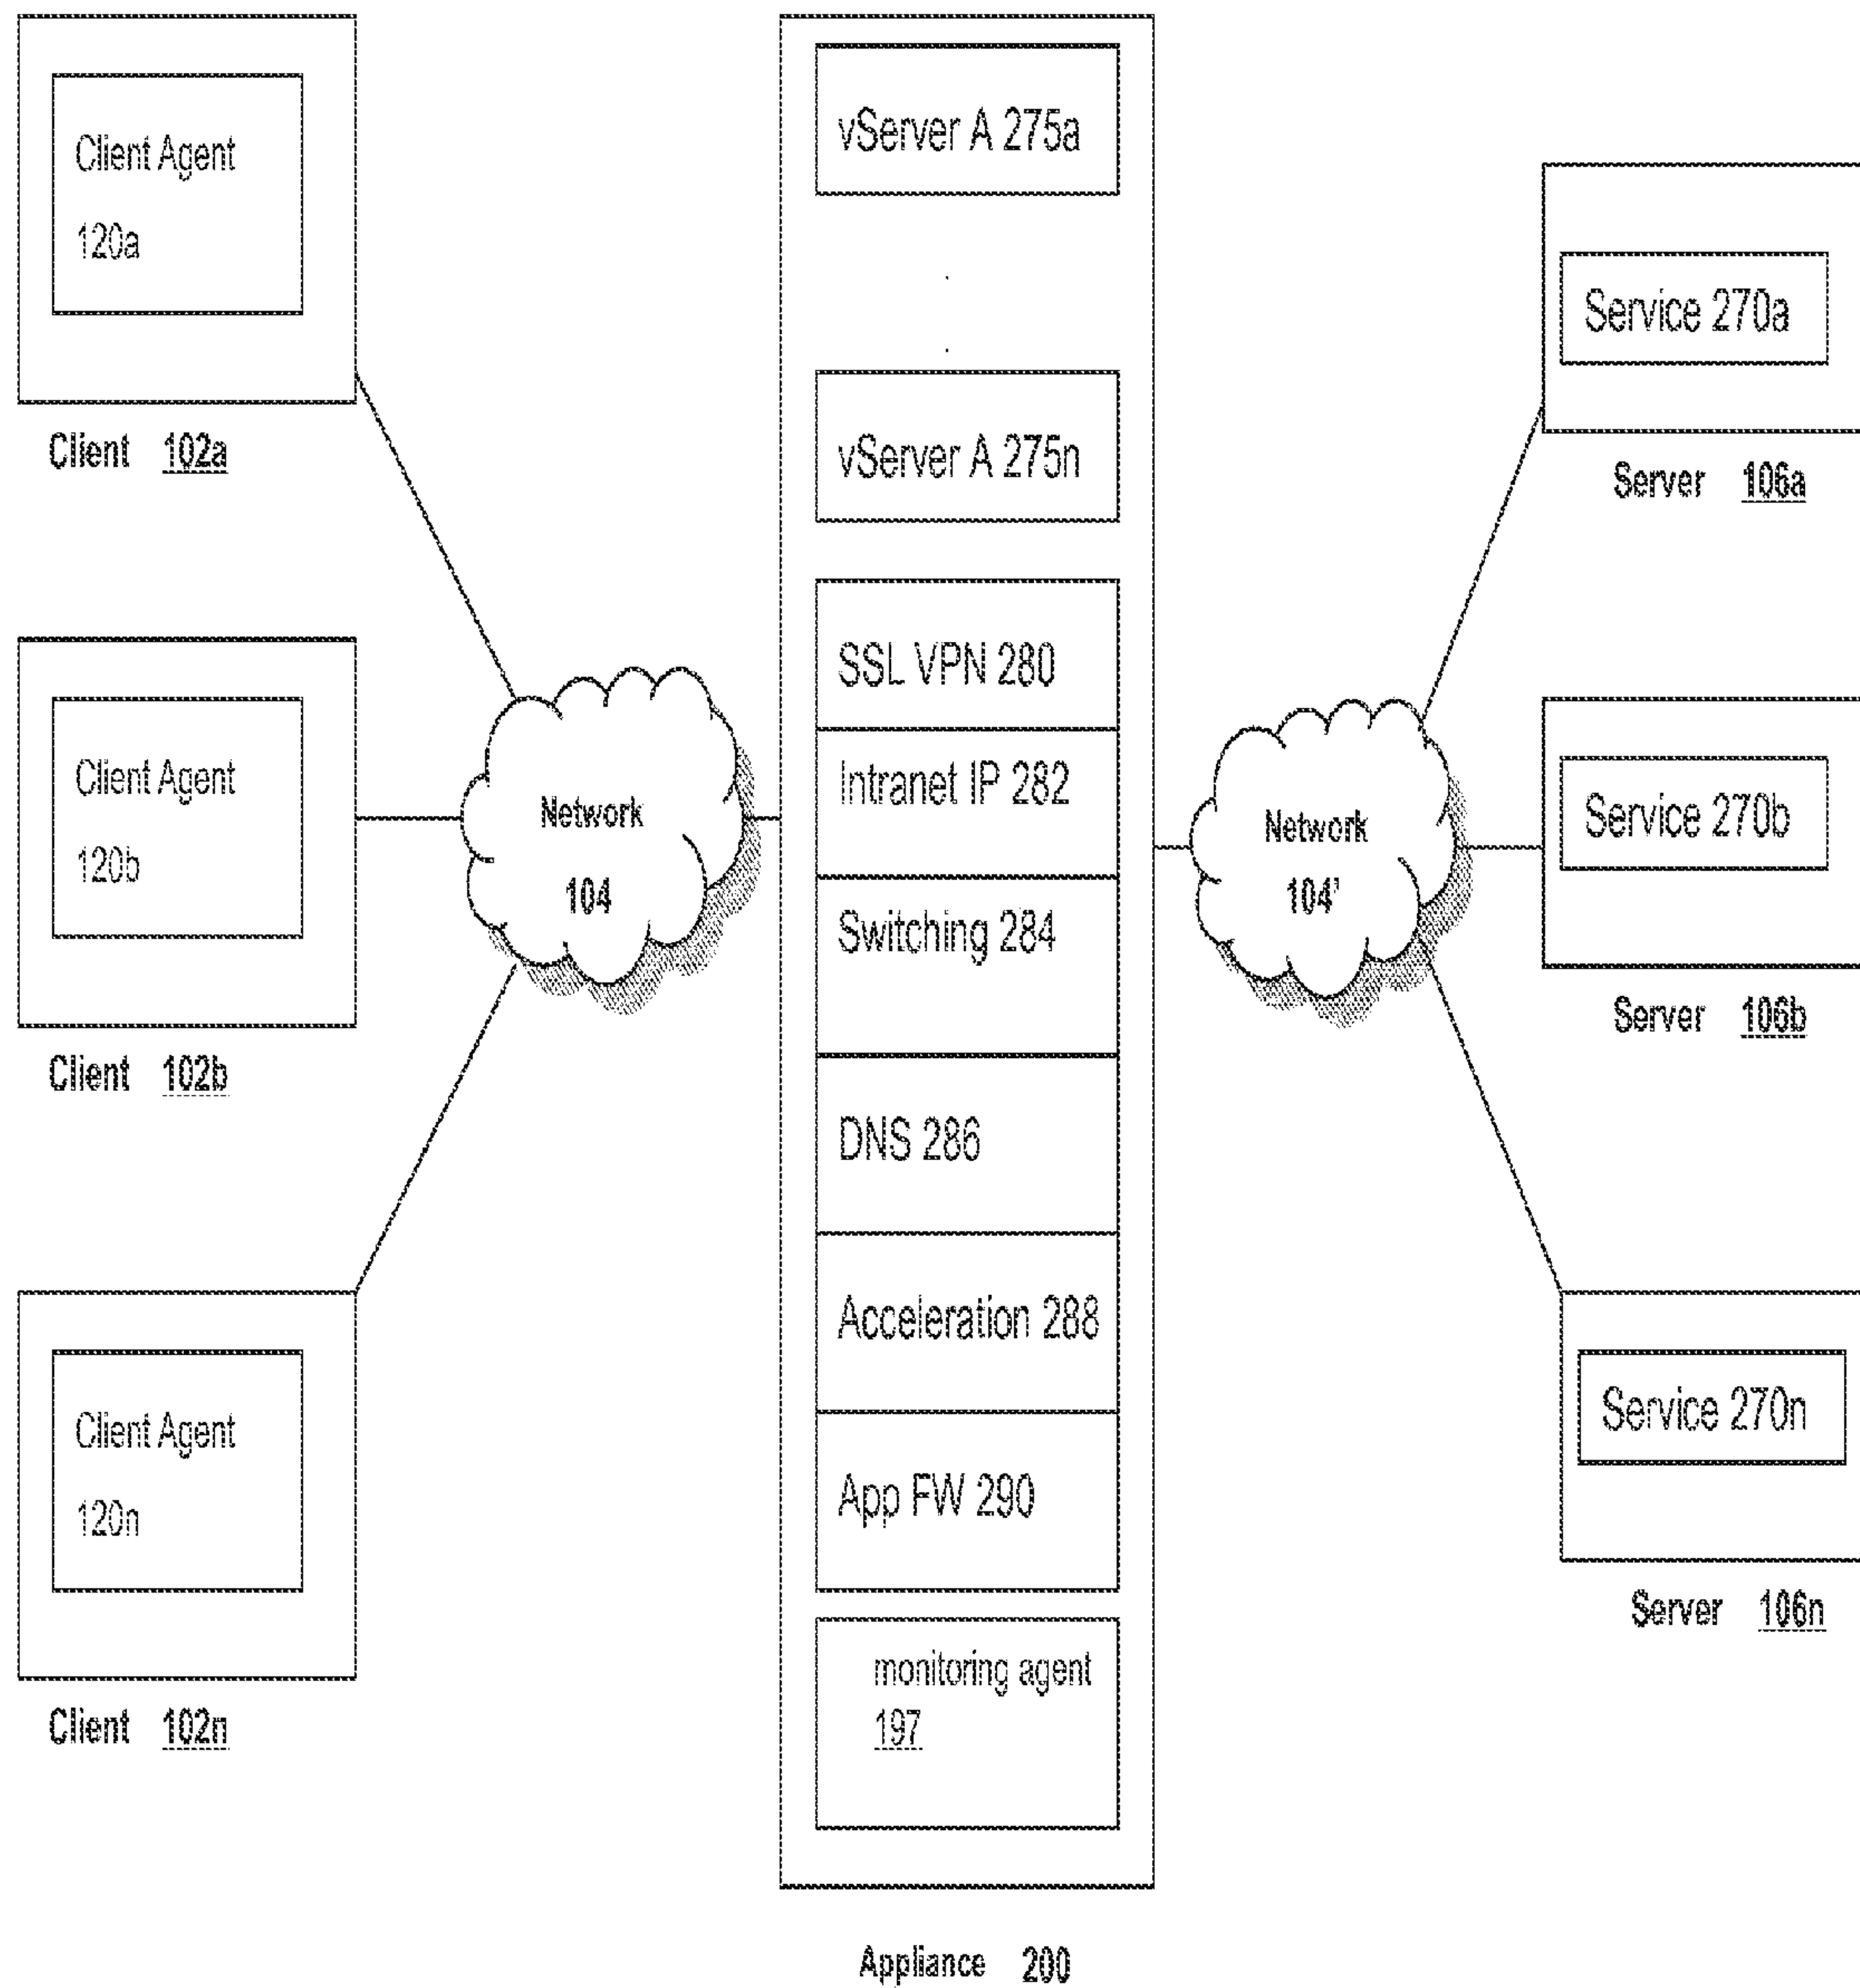 Client Agent
120a
Client 102a
Client Agent
120b
Client 102b
Client Agent
120n
Client 102n
Network
104
vServer A 275a
vServer A 275n
SSL VPN 280
Intranet IP 282
Switching 284
DNS 286
Acceleration 288
App FW 290
monitoring agent
197
Appliance 200
Network
104'
Service 270a
Server 106a
Service 270b
Server 106b
Service 270n
Server 106n